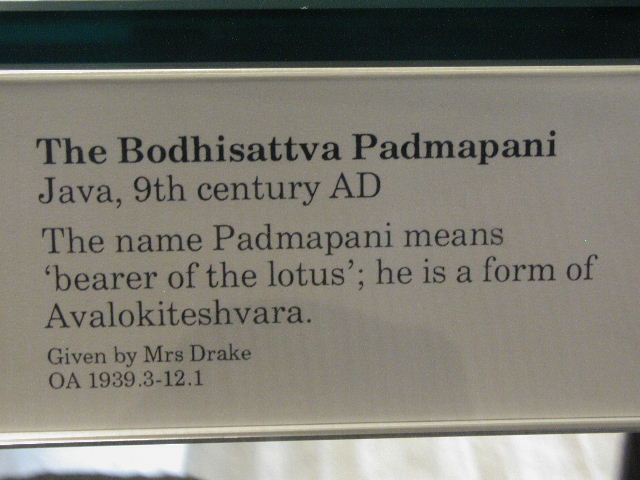 The Bodhisattva Padmapani
Java, 9th century AD
The name Padmapani means
‘bearer of the lotus’; he is a form of
Avalokiteshvara.
Given by Mrs Drake
OA 1939.3-12.1